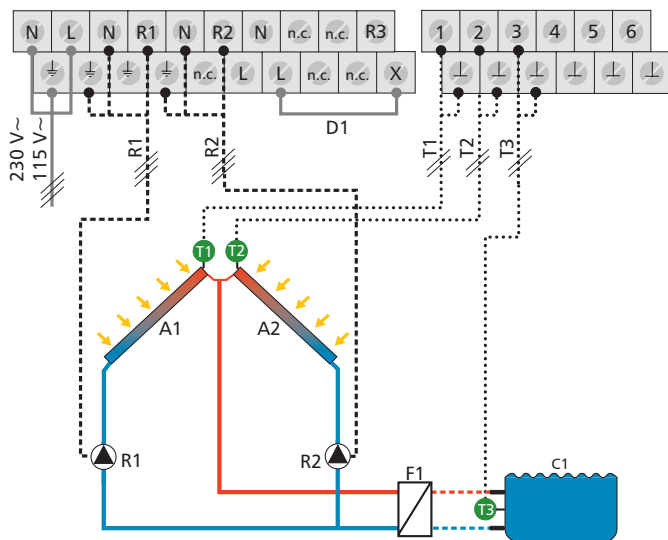 N L N R1 N R2 N n.c. n.c. R3
n.c. L L n.c. n.c. X
1 2 3 4 5 6
D1
230 V~
115 V~
R1
R2
T1
T2
T3
T1 T2
A1 A2
R1
R2
F1
C1
T3